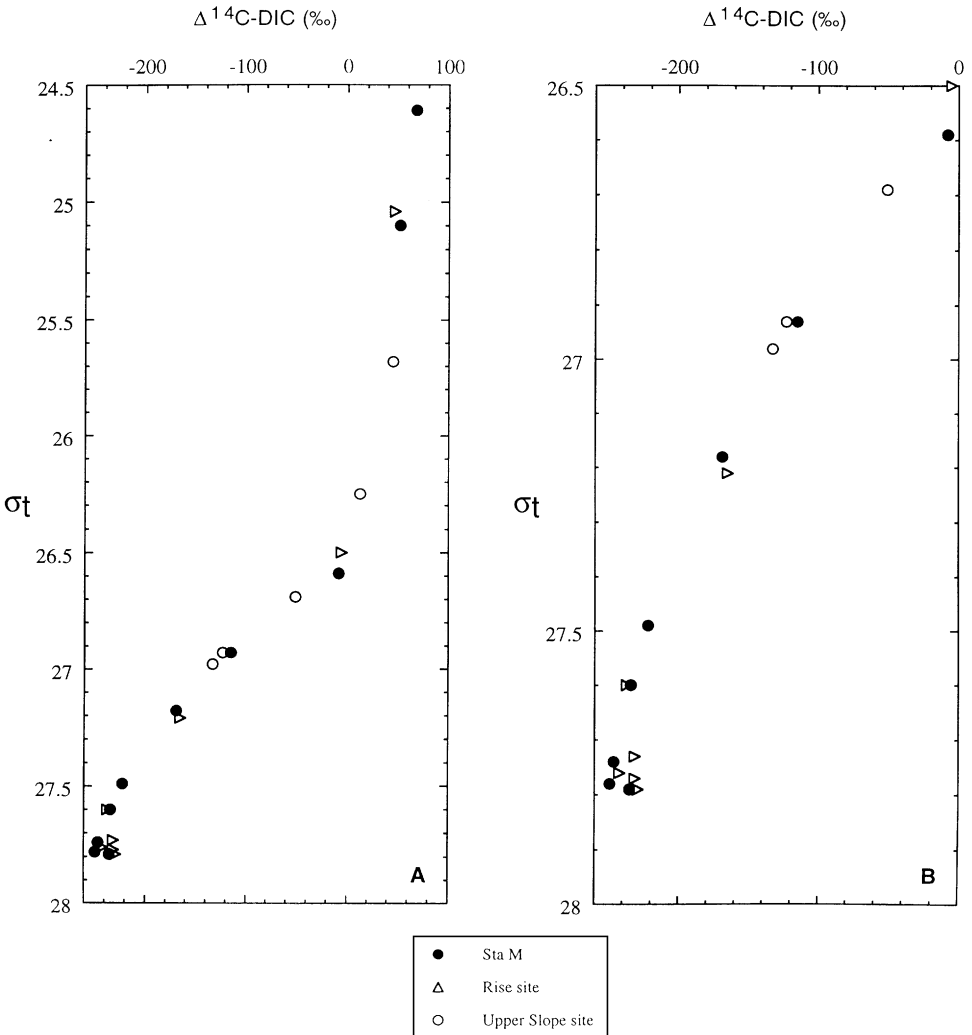 Δ14C-DIC (‰)
-200 -100 0 100
24.5
25
25.5
26
26.5
27
27.5
28
σt
A
Δ14C-DIC (‰)
-200 -100 0
26.5
27
27.5
28
σt
B
Sta M
Rise site
Upper Slope site